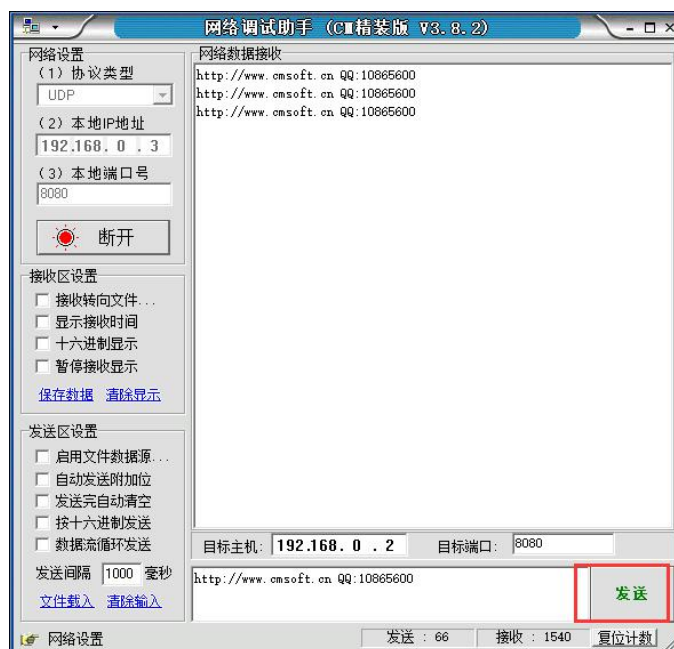 网络调试助手 (CⅢ精装版 V3.8.2)
网络设置
(1) 协议类型
UDP
(2) 本地IP地址
192.168. 0 . 3
(3) 本地端口号
8080
断开
接收区设置
接收转向文件...
显示接收时间
十六进制显示
暂停接收显示
保存数据 清除显示
发送区设置
启用文件数据源...
自动发送附加位
发送完自动清空
按十六进制发送
数据流循环发送
发送间隔 1000 毫秒
文件载入 清除输入
网络数据接收
http://www.cmsoft.cn QQ:10865600
http://www.cmsoft.cn QQ:10865600
http://www.cmsoft.cn QQ:10865600
目标主机: 192.168. 0 . 2 目标端口: 8080
http://www.cmsoft.cn QQ:10865600
发送
网络设置 发送 : 66 接收 : 1540 复位计数